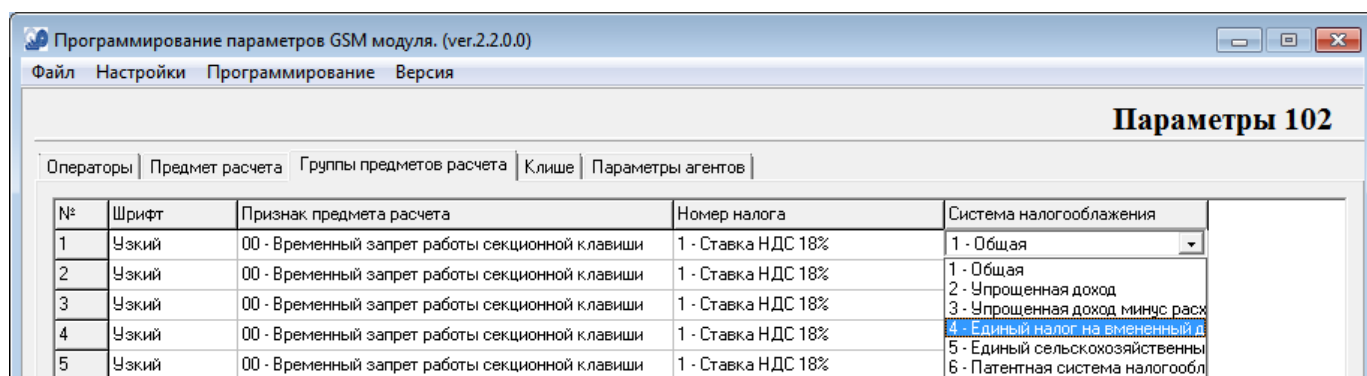 Программирование параметров GSM модуля. (ver.2.2.0.0)
Файл Настройки Программирование Версия
Параметры 102
Операторы Предмет расчета Группы предметов расчета Клише Параметры агентов
№ Шрифт Признак предмета расчета Номер налога Система налогооблажения
1 Узкий 00 - Временный запрет работы секционной клавиши 1 - Ставка НДС 18% 1 - Общая
2 Узкий 00 - Временный запрет работы секционной клавиши 1 - Ставка НДС 18% 1 - Общая
2 - Упрощенная доход
3 Узкий 00 - Временный запрет работы секционной клавиши 1 - Ставка НДС 18% 3 - Упрощенная доход минус расх
4 Узкий 00 - Временный запрет работы секционной клавиши 1 - Ставка НДС 18% 4 - Единый налог на вмененный д
5 - Единый сельскохозяйственны
5 Узкий 00 - Временный запрет работы секционной клавиши 1 - Ставка НДС 18% 6 - Патентная система налогообл